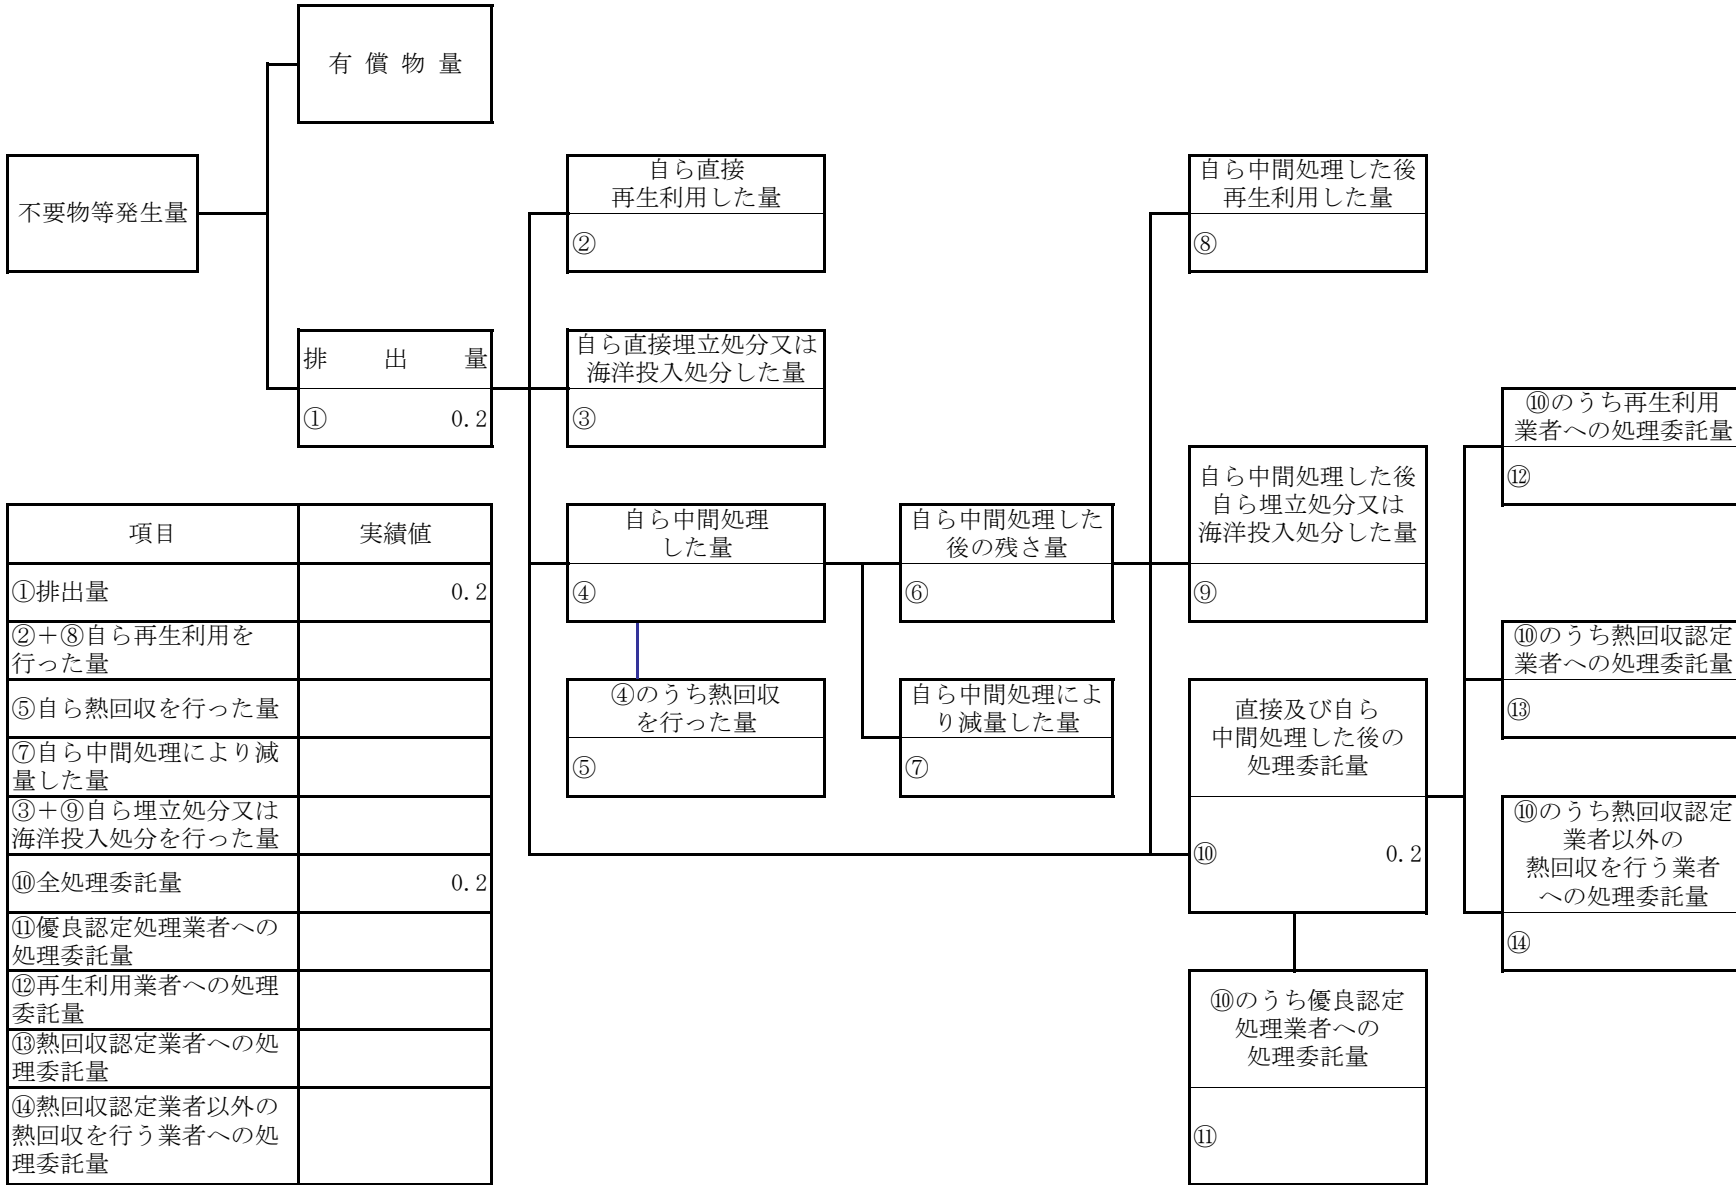 有償物量
不要物等発生量
自ら直接
再生利用した量
②
自ら中間処理した後
再生利用した量
⑧
排出量
① 0.2
自ら直接埋立処分又は
海洋投入処分した量
③
⑩のうち再生利用
業者への処理委託量
⑫
自ら中間処理した後
自ら埋立処分又は
海洋投入処分した量
⑨
自ら中間処理
した量
④
自ら中間処理した
後の残さ量
⑥
⑩のうち熱回収認定
業者への処理委託量
⑬
④のうち熱回収
を行った量
⑤
自ら中間処理によ
り減量した量
⑦
直接及び自ら
中間処理した後の
処理委託量
⑩ 0.2
⑩のうち熱回収認定
業者以外の
熱回収を行う業者
への処理委託量
⑭
⑩のうち優良認定
処理業者への
処理委託量
⑪
項目 実績値
①排出量 0.2
②＋⑧自ら再生利用を
行った量
⑤自ら熱回収を行った量
⑦自ら中間処理により減
量した量
③＋⑨自ら埋立処分又は
海洋投入処分を行った量
⑩全処理委託量 0.2
⑪優良認定処理業者への
処理委託量
⑫再生利用業者への処理
委託量
⑬熱回収認定業者への処
理委託量
⑭熱回収認定業者以外の
熱回収を行う業者への処
理委託量